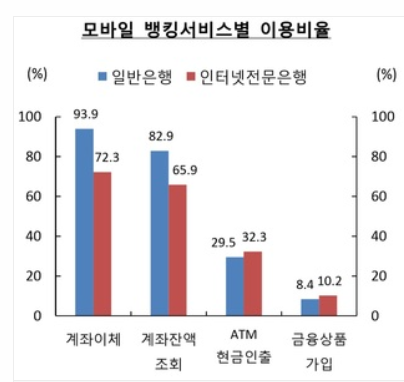 모바일 뱅킹서비스별 이용비율
(%) (%)
일반은행 인터넷전문은행
100 100
80 80
60 60
40 40
20 20
0 0
93.9 72.3 82.9 65.9 29.5 32.3 8.4 10.2
계좌이체 계좌잔액 ATM 금융상품
조회 현금인출 가입